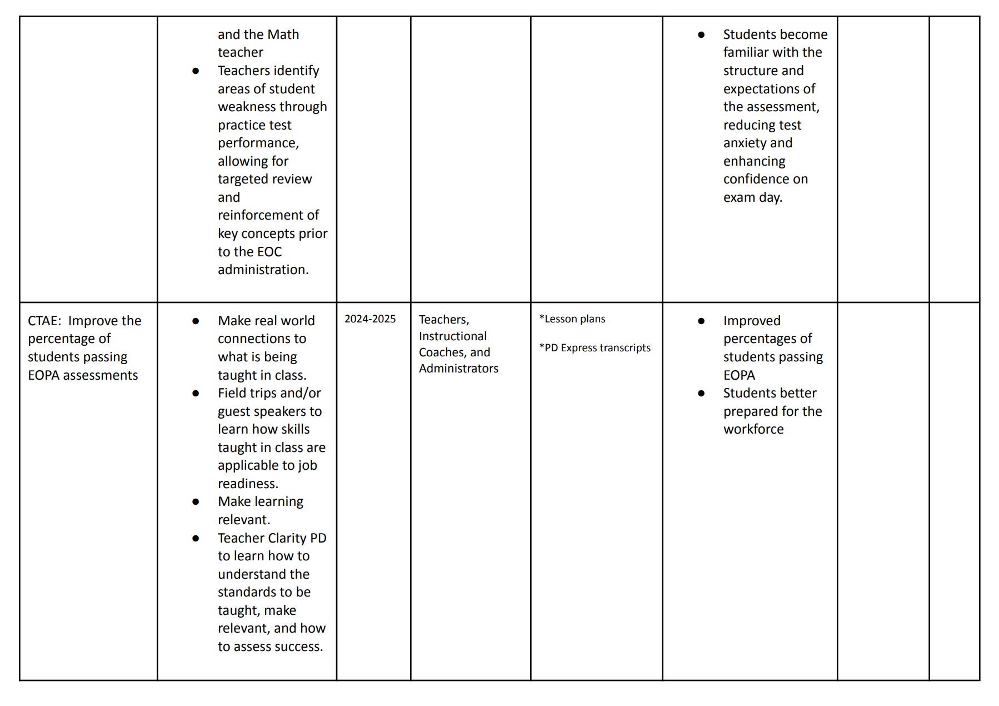 and the Math
teacher
● Teachers identify
areas of student
weakness through
practice test
performance,
allowing for
targeted review
and
reinforcement of
key concepts prior
to the EOC
administration.
● Students become
familiar with the
structure and
expectations of
the assessment,
reducing test
anxiety and
enhancing
confidence on
exam day.
CTAE:  Improve the
percentage of
students passing
EOPA assessments
● Make real world
connections to
what is being
taught in class.
● Field trips and/or
guest speakers to
learn how skills
taught in class are
applicable to job
readiness.
● Make learning
relevant.
● Teacher Clarity PD
to learn how to
understand the
standards to be
taught, make
relevant, and how
to assess success.
2024-2025
Teachers,
Instructional
Coaches, and
Administrators
*Lesson plans
*PD Express transcripts
● Improved
percentages of
students passing
EOPA
● Students better
prepared for the
workforce